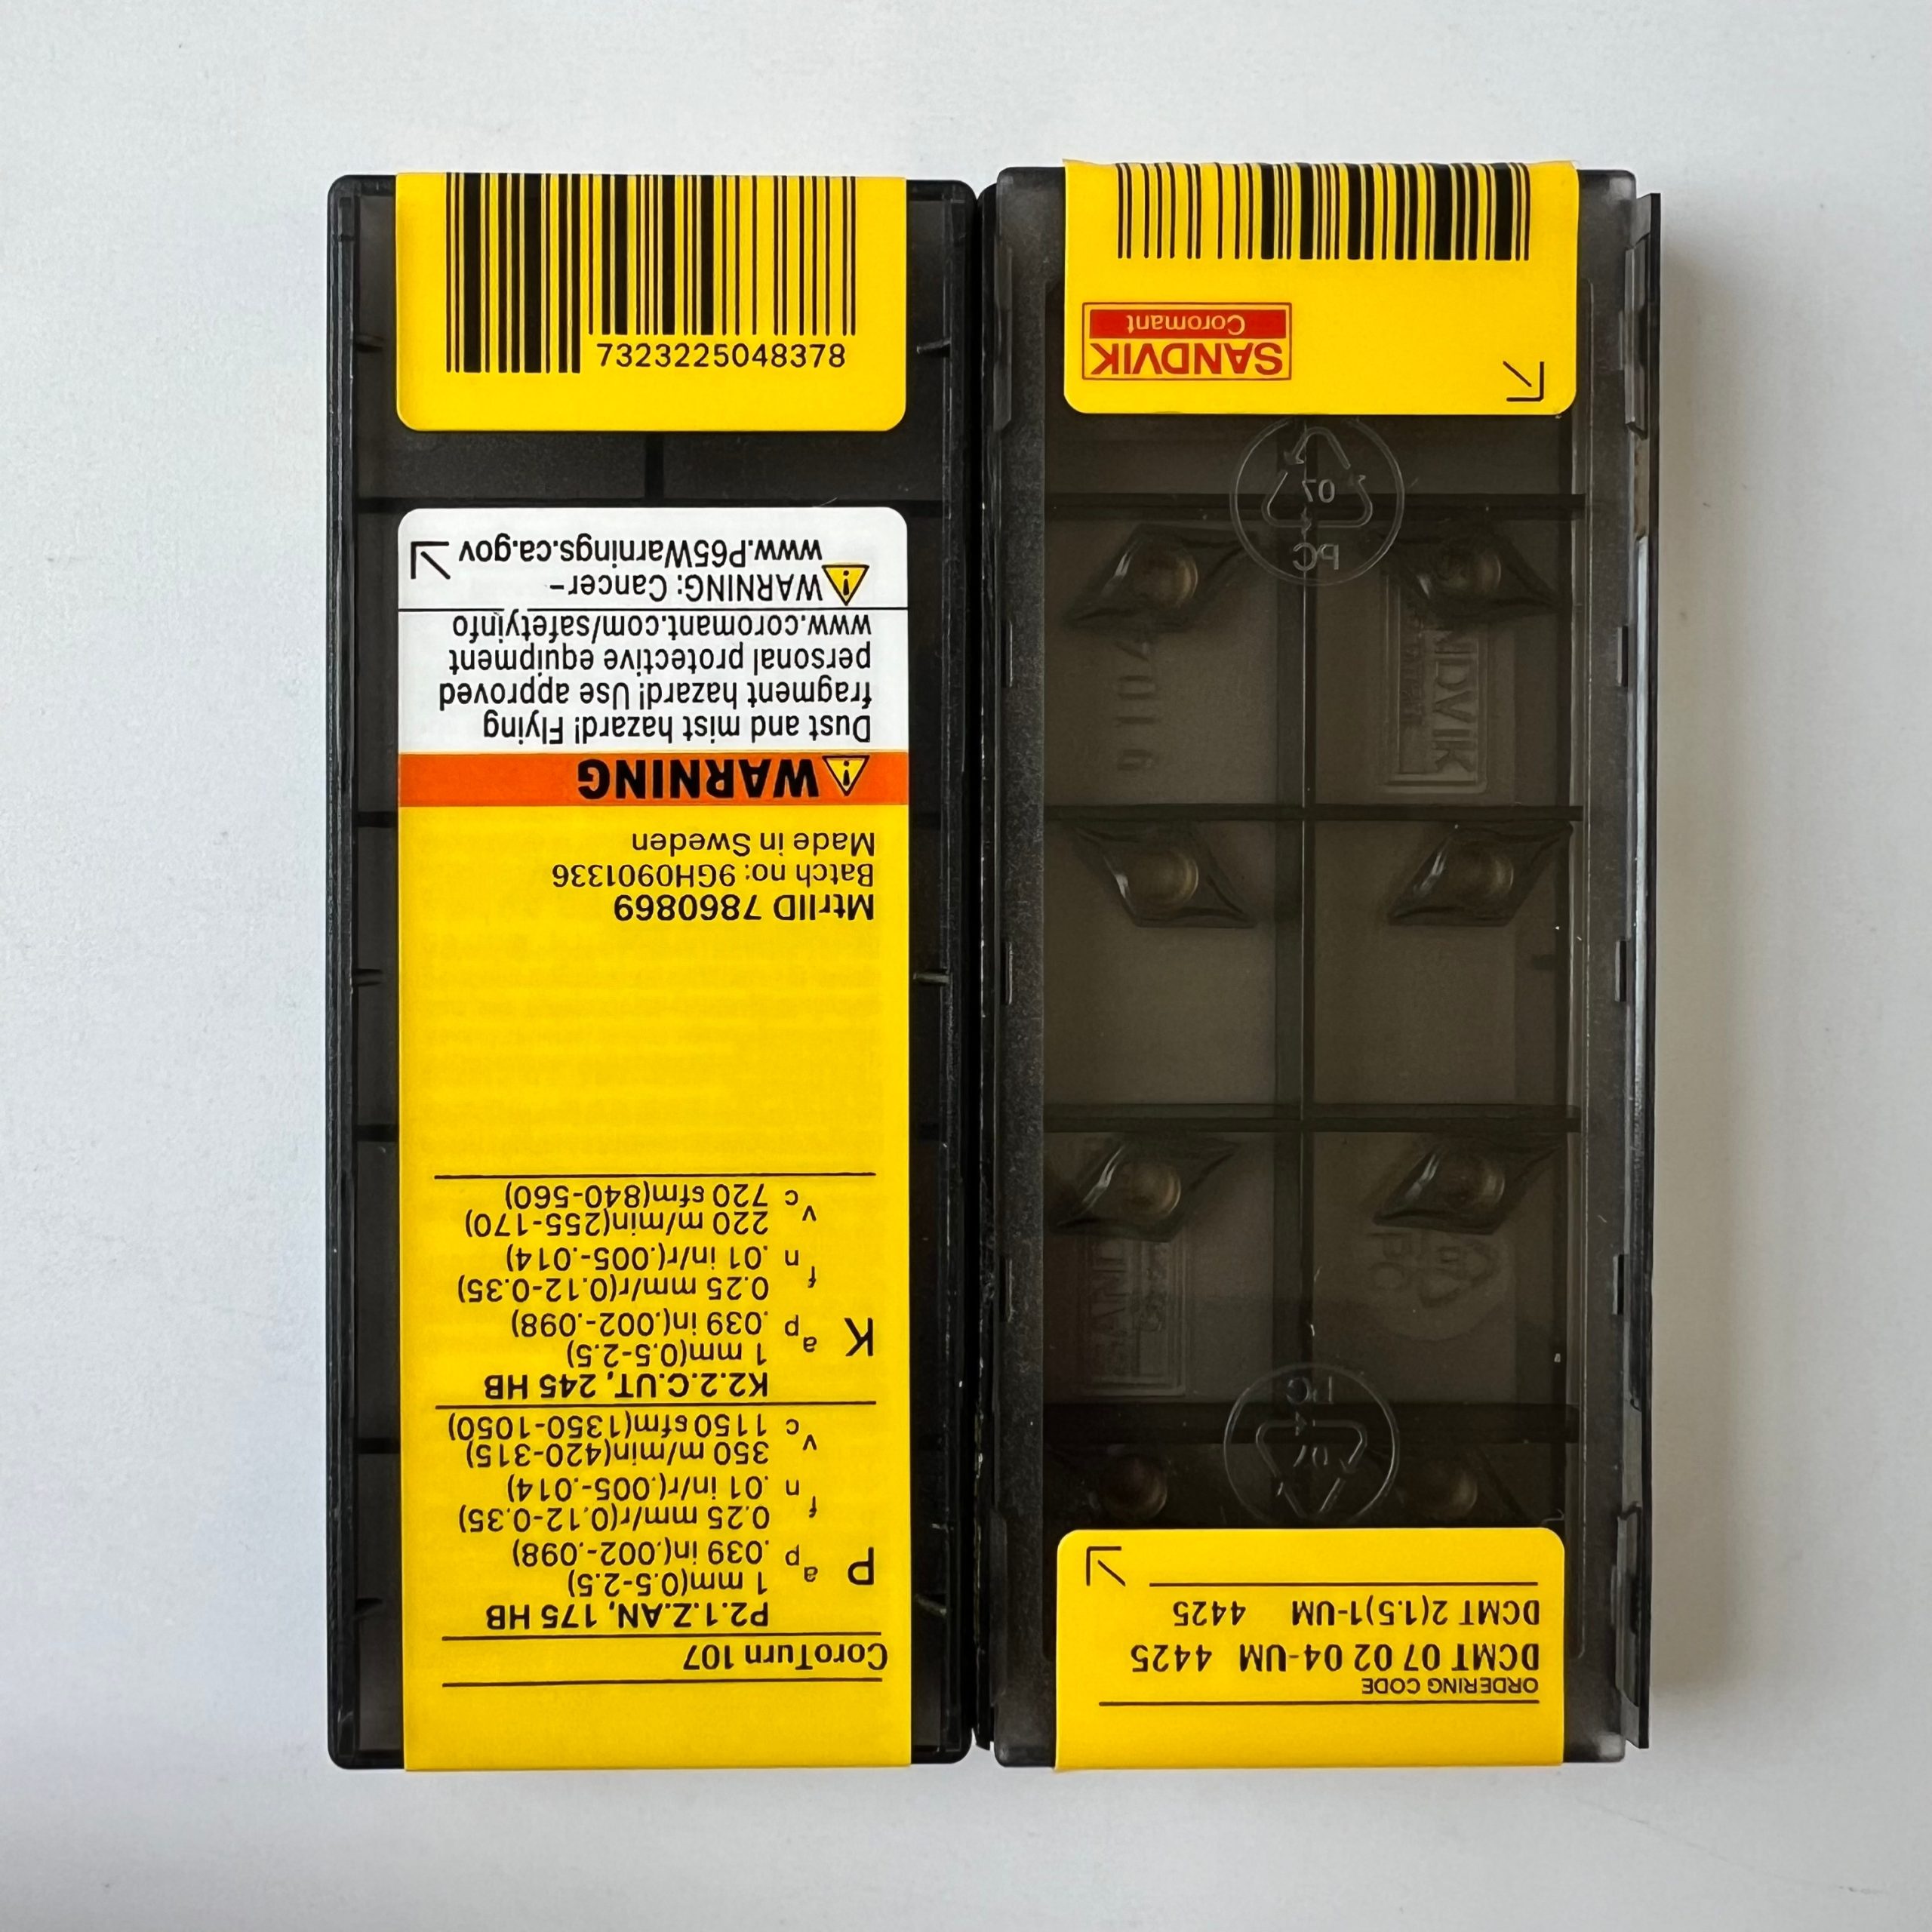 ORDERING CODE
DCMT 07 02 04-UM 4425
DCMT 2(1.5)1-UM 4425
SANDVIK
Coromant
PC
07
PC
07
SANDVIK
PC
CoroTurn 107
P2.1.Z.AN, 175 HB
P
a p 1 mm(0.5-2.5)
.039 in(.002-.098)
f n 0.25 mm/r(0.12-0.35)
.01 in/r(.005-.014)
v c 350 m/min(420-315)
1150 sfm(1350-1050)
K2.2.C.UT, 245 HB
K
a p 1 mm(0.5-2.5)
.039 in(.002-.098)
f n 0.25 mm/r(0.12-0.35)
.01 in/r(.005-.014)
v c 220 m/min(255-170)
720 sfm(840-560)
MtrlID 7860869
Batch no: 9GH0901336
Made in Sweden
WARNING
Dust and mist hazard! Flying
fragment hazard! Use approved
personal protective equipment
www.coromant.com/safetyinfo
WARNING: Cancer-
www.P65Warnings.ca.gov
7323225048378